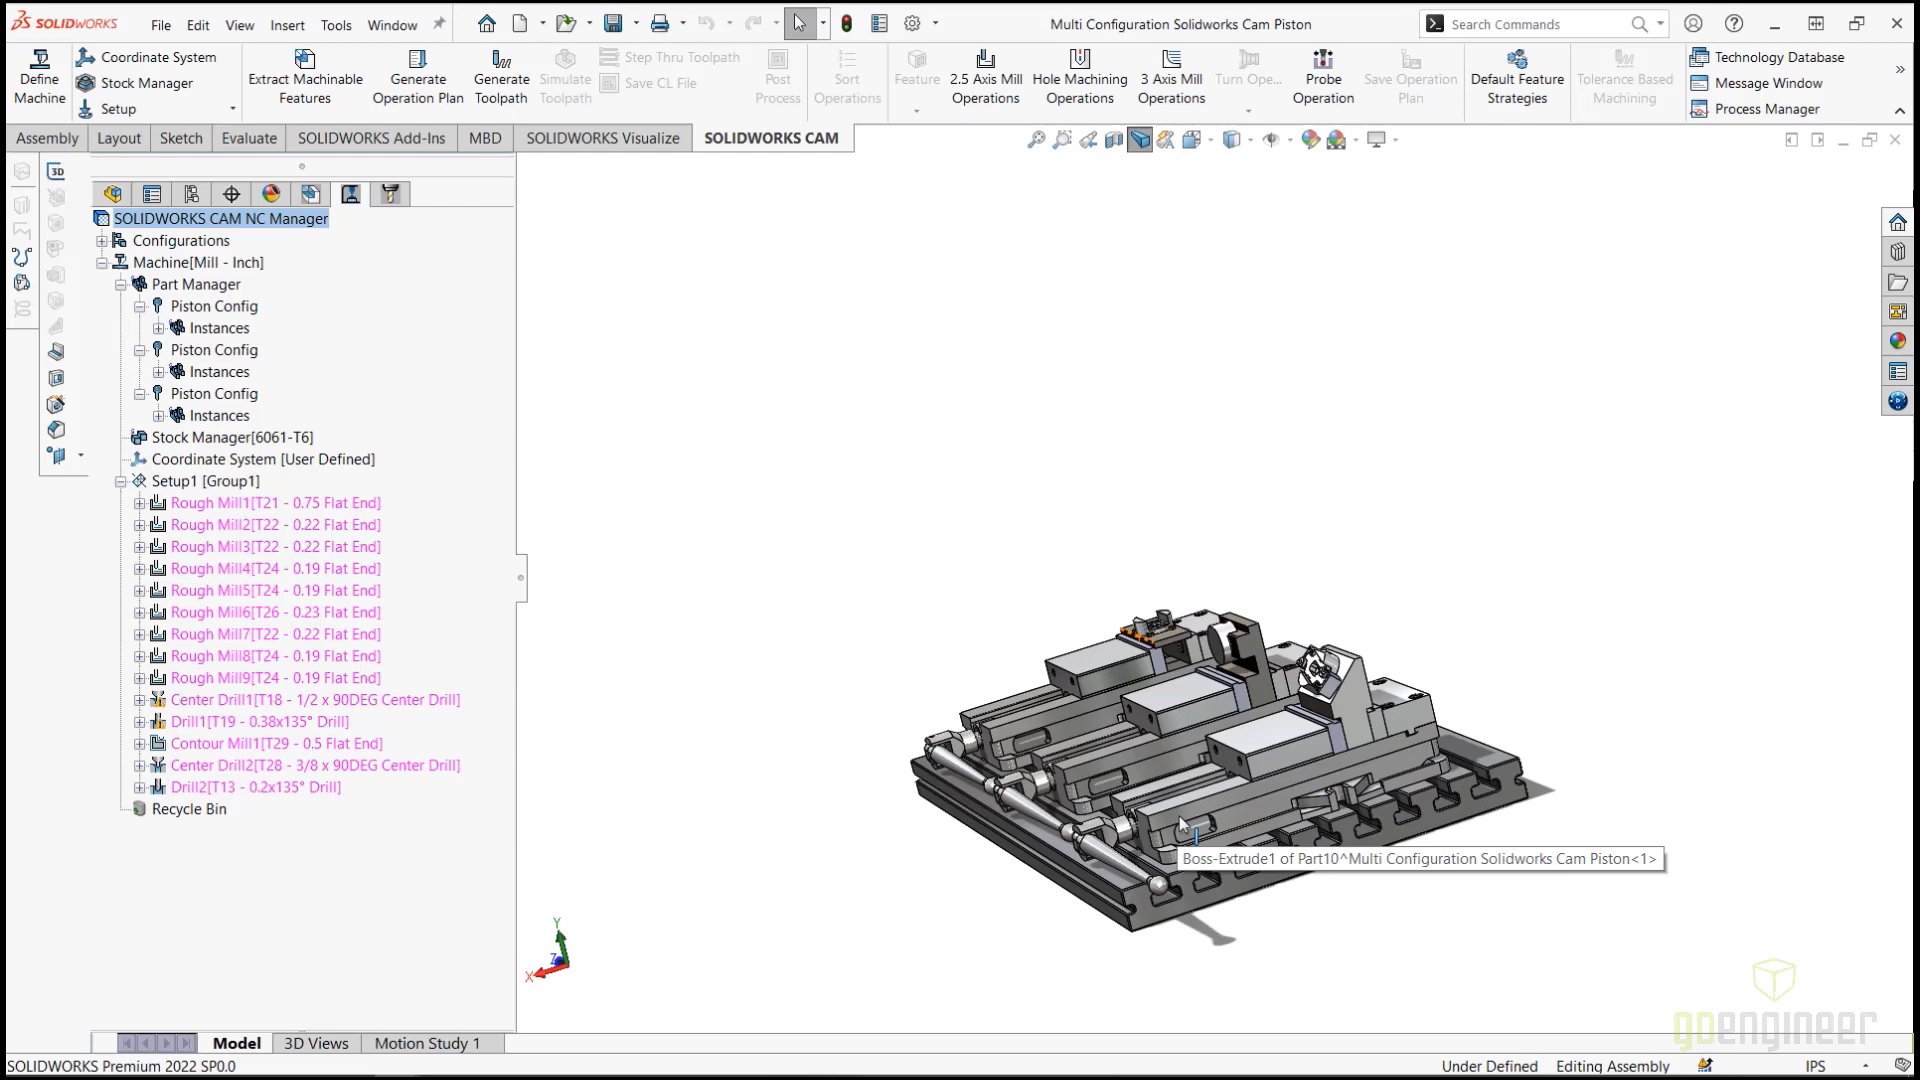 SOLIDWORKS
File Edit View Insert Tools Window
Multi Configuration Solidworks Cam Piston
Search Commands
Define Machine
Coordinate System
Stock Manager
Setup
Extract Machinable Features
Generate Operation Plan
Generate Toolpath
Simulate Toolpath
Step Thru Toolpath
Save CL File
Post Process
Sort Operations
Feature
2.5 Axis Mill Operations
Hole Machining Operations
3 Axis Mill Operations
Turn Ope...
Probe Operation
Save Operation Plan
Default Feature Strategies
Tolerance Based Machining
Technology Database
Message Window
Process Manager
Assembly Layout Sketch Evaluate SOLIDWORKS Add-Ins MBD SOLIDWORKS Visualize SOLIDWORKS CAM
3D
SOLIDWORKS CAM NC Manager
Configurations
Machine[Mill - Inch]
Part Manager
Piston Config
Instances
Piston Config
Instances
Piston Config
Instances
Stock Manager[6061-T6]
Coordinate System [User Defined]
Setup1 [Group1]
Rough Mill1[T21 - 0.75 Flat End]
Rough Mill2[T22 - 0.22 Flat End]
Rough Mill3[T22 - 0.22 Flat End]
Rough Mill4[T24 - 0.19 Flat End]
Rough Mill5[T24 - 0.19 Flat End]
Rough Mill6[T26 - 0.23 Flat End]
Rough Mill7[T22 - 0.22 Flat End]
Rough Mill8[T24 - 0.19 Flat End]
Rough Mill9[T24 - 0.19 Flat End]
Center Drill1[T18 - 1/2 x 90DEG Center Drill]
Drill1[T19 - 0.38x135° Drill]
Contour Mill1[T29 - 0.5 Flat End]
Center Drill2[T28 - 3/8 x 90DEG Center Drill]
Drill2[T13 - 0.2x135° Drill]
Recycle Bin
Boss-Extrude1 of Part10^Multi Configuration Solidworks Cam Piston<1>
Y
Z
X
goengineer
Model 3D Views Motion Study 1
SOLIDWORKS Premium 2022 SP0.0
Under Defined Editing Assembly IPS